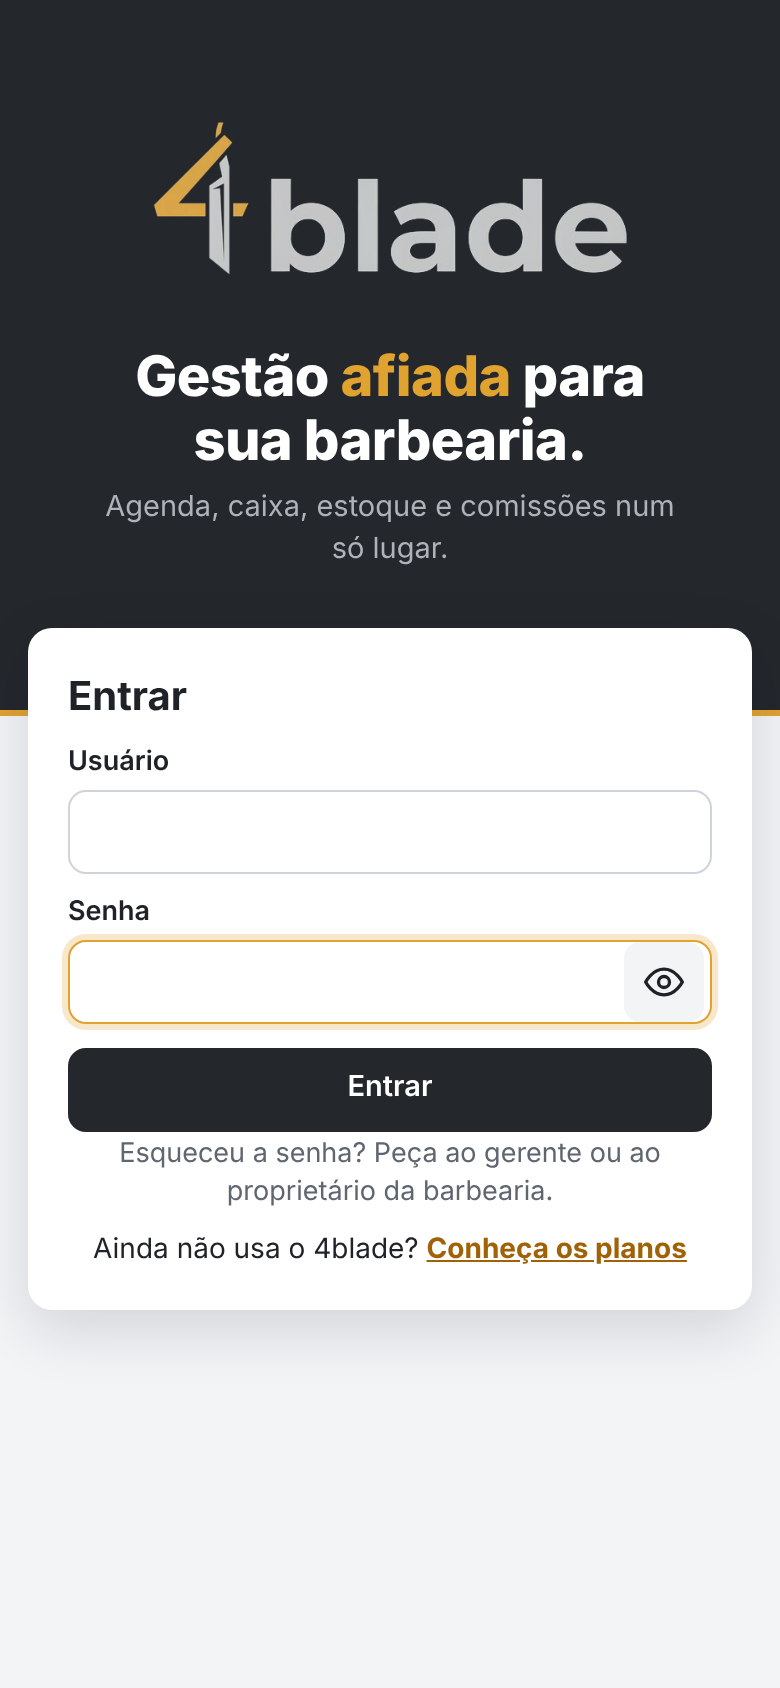 4blade
Gestão afiada para
sua barbearia.
Agenda, caixa, estoque e comissões num
só lugar.
Entrar
Usuário
Senha
Entrar
Esqueceu a senha? Peça ao gerente ou ao
proprietário da barbearia.
Ainda não usa o 4blade? Conheça os planos